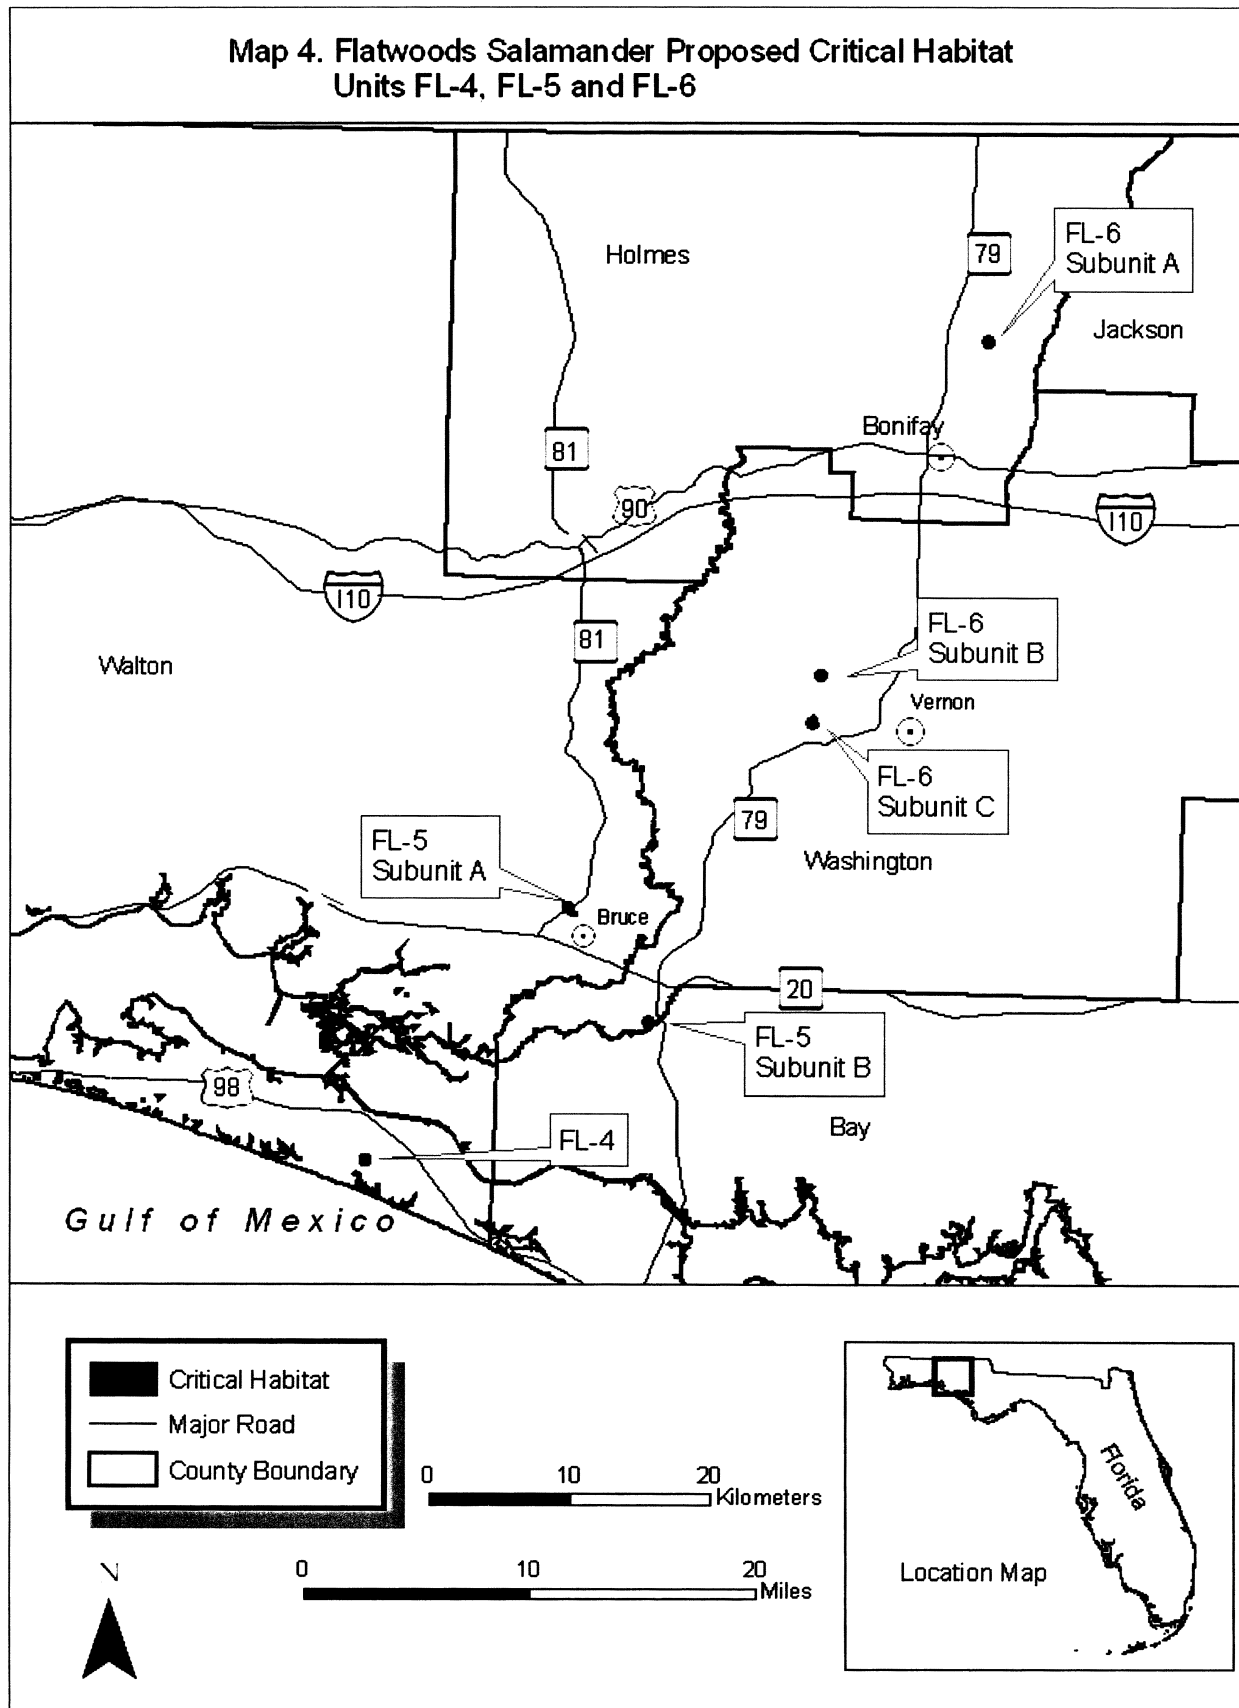 Map 4. Flatwoods Salamander Proposed Critical Habitat
Units FL-4, FL-5 and FL-6
Holmes
79
FL-6
Subunit A
Jackson
Bonifay
81
90
I10
I10
81
FL-6
Subunit B
Walton
Vernon
FL-6
Subunit C
79
FL-5
Subunit A
Washington
Bruce
20
FL-5
Subunit B
98
FL-4
Bay
Gulf of Mexico
Critical Habitat
Major Road
County Boundary
0 10 20
Kilometers
N
0 10 20
Miles
Florida
Location Map